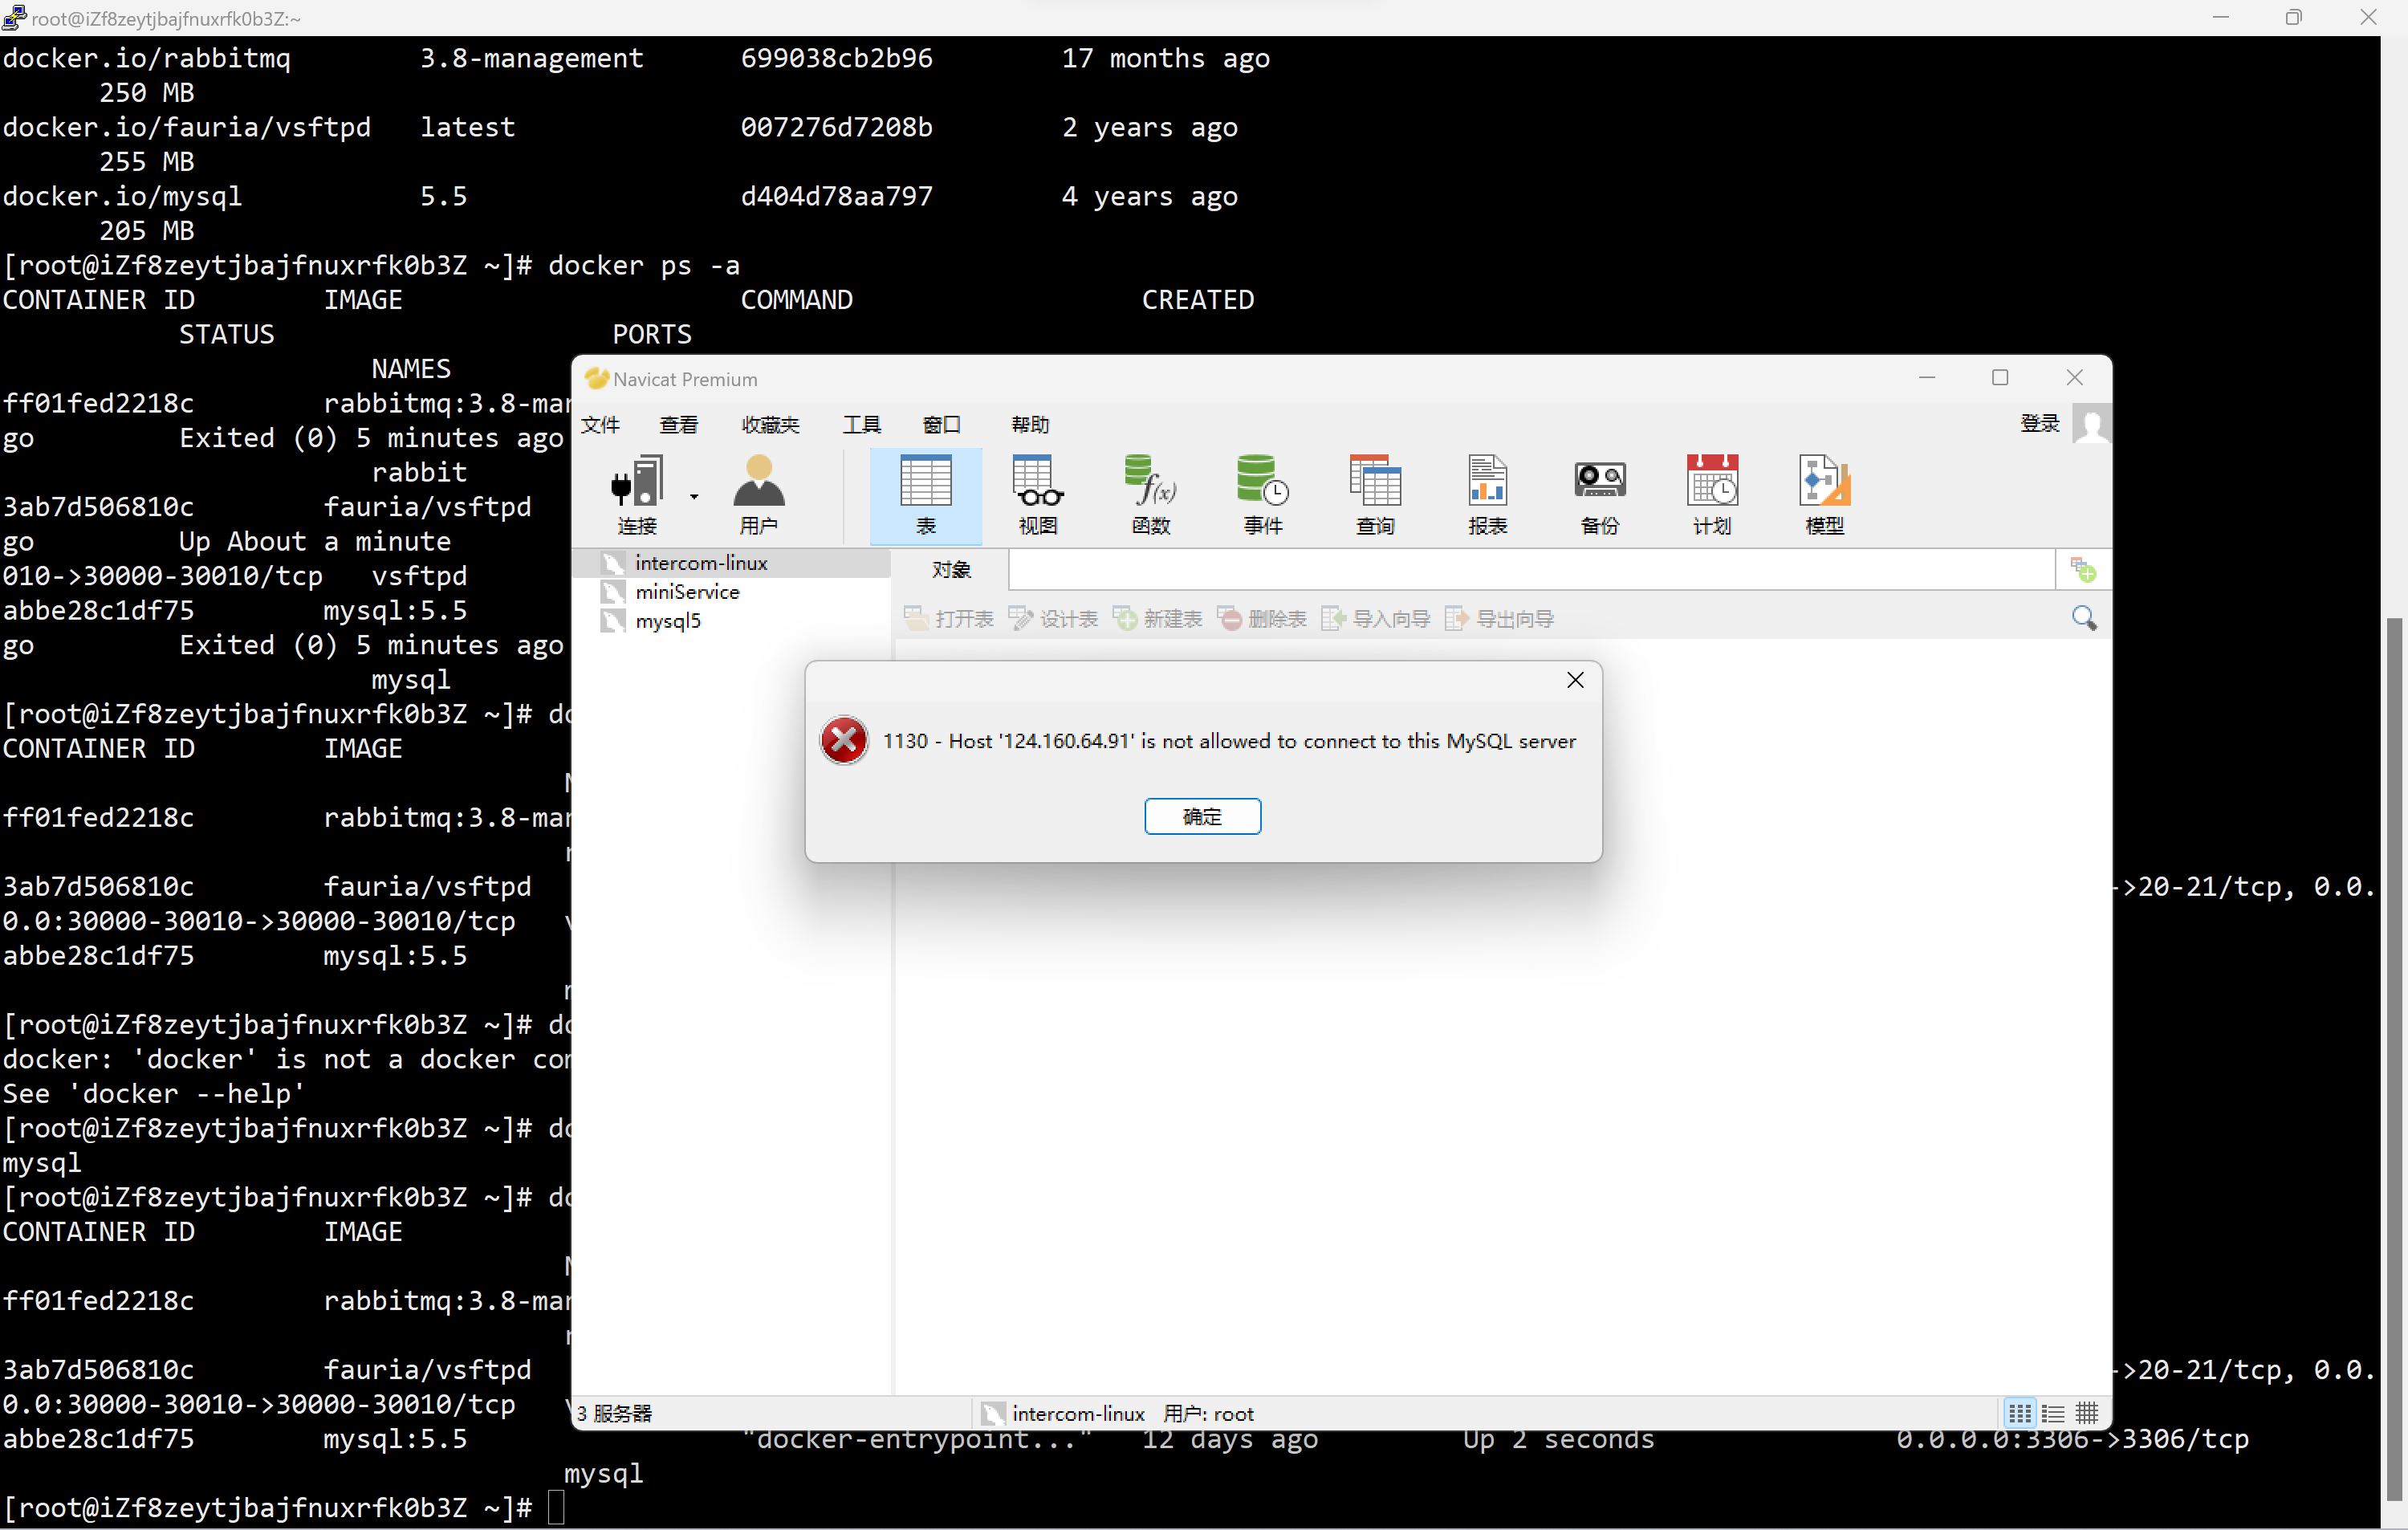 root@iZf8zeytjbajfnuxrfk0b3Z:~
docker.io/rabbitmq 3.8-management 699038cb2b96 17 months ago
250 MB
docker.io/fauria/vsftpd latest 007276d7208b 2 years ago
255 MB
docker.io/mysql 5.5 d404d78aa797 4 years ago
205 MB
[root@iZf8zeytjbajfnuxrfk0b3Z ~]# docker ps -a
CONTAINER ID IMAGE COMMAND CREATED
STATUS PORTS
NAMES
ff01fed2218c rabbitmq:3.8-mar
go Exited (0) 5 minutes ago
rabbit
3ab7d506810c fauria/vsftpd
go Up About a minute
010->30000-30010/tcp vsftpd
abbe28c1df75 mysql:5.5
go Exited (0) 5 minutes ago
mysql
[root@iZf8zeytjbajfnuxrfk0b3Z ~]# do
CONTAINER ID IMAGE
ff01fed2218c rabbitmq:3.8-mar
3ab7d506810c fauria/vsftpd ->20-21/tcp, 0.0.
0.0:30000-30010->30000-30010/tcp
abbe28c1df75 mysql:5.5
[root@iZf8zeytjbajfnuxrfk0b3Z ~]# do
docker: 'docker' is not a docker com
See 'docker --help'
[root@iZf8zeytjbajfnuxrfk0b3Z ~]# do
mysql
[root@iZf8zeytjbajfnuxrfk0b3Z ~]# do
CONTAINER ID IMAGE
ff01fed2218c rabbitmq:3.8-mar
3ab7d506810c fauria/vsftpd ->20-21/tcp, 0.0.
0.0:30000-30010->30000-30010/tcp
abbe28c1df75 mysql:5.5 "docker-entrypoint..." 12 days ago Up 2 seconds 0.0.0.0:3306->3306/tcp
mysql
[root@iZf8zeytjbajfnuxrfk0b3Z ~]#
Navicat Premium
文件 查看 收藏夹 工具 窗口 帮助 登录
连接 用户 表 视图 函数 事件 查询 报表 备份 计划 模型
intercom-linux
miniService
mysql5
对象
打开表 设计表 新建表 删除表 导入向导 导出向导
1130 - Host '124.160.64.91' is not allowed to connect to this MySQL server
确定
3 服务器 intercom-linux 用户: root